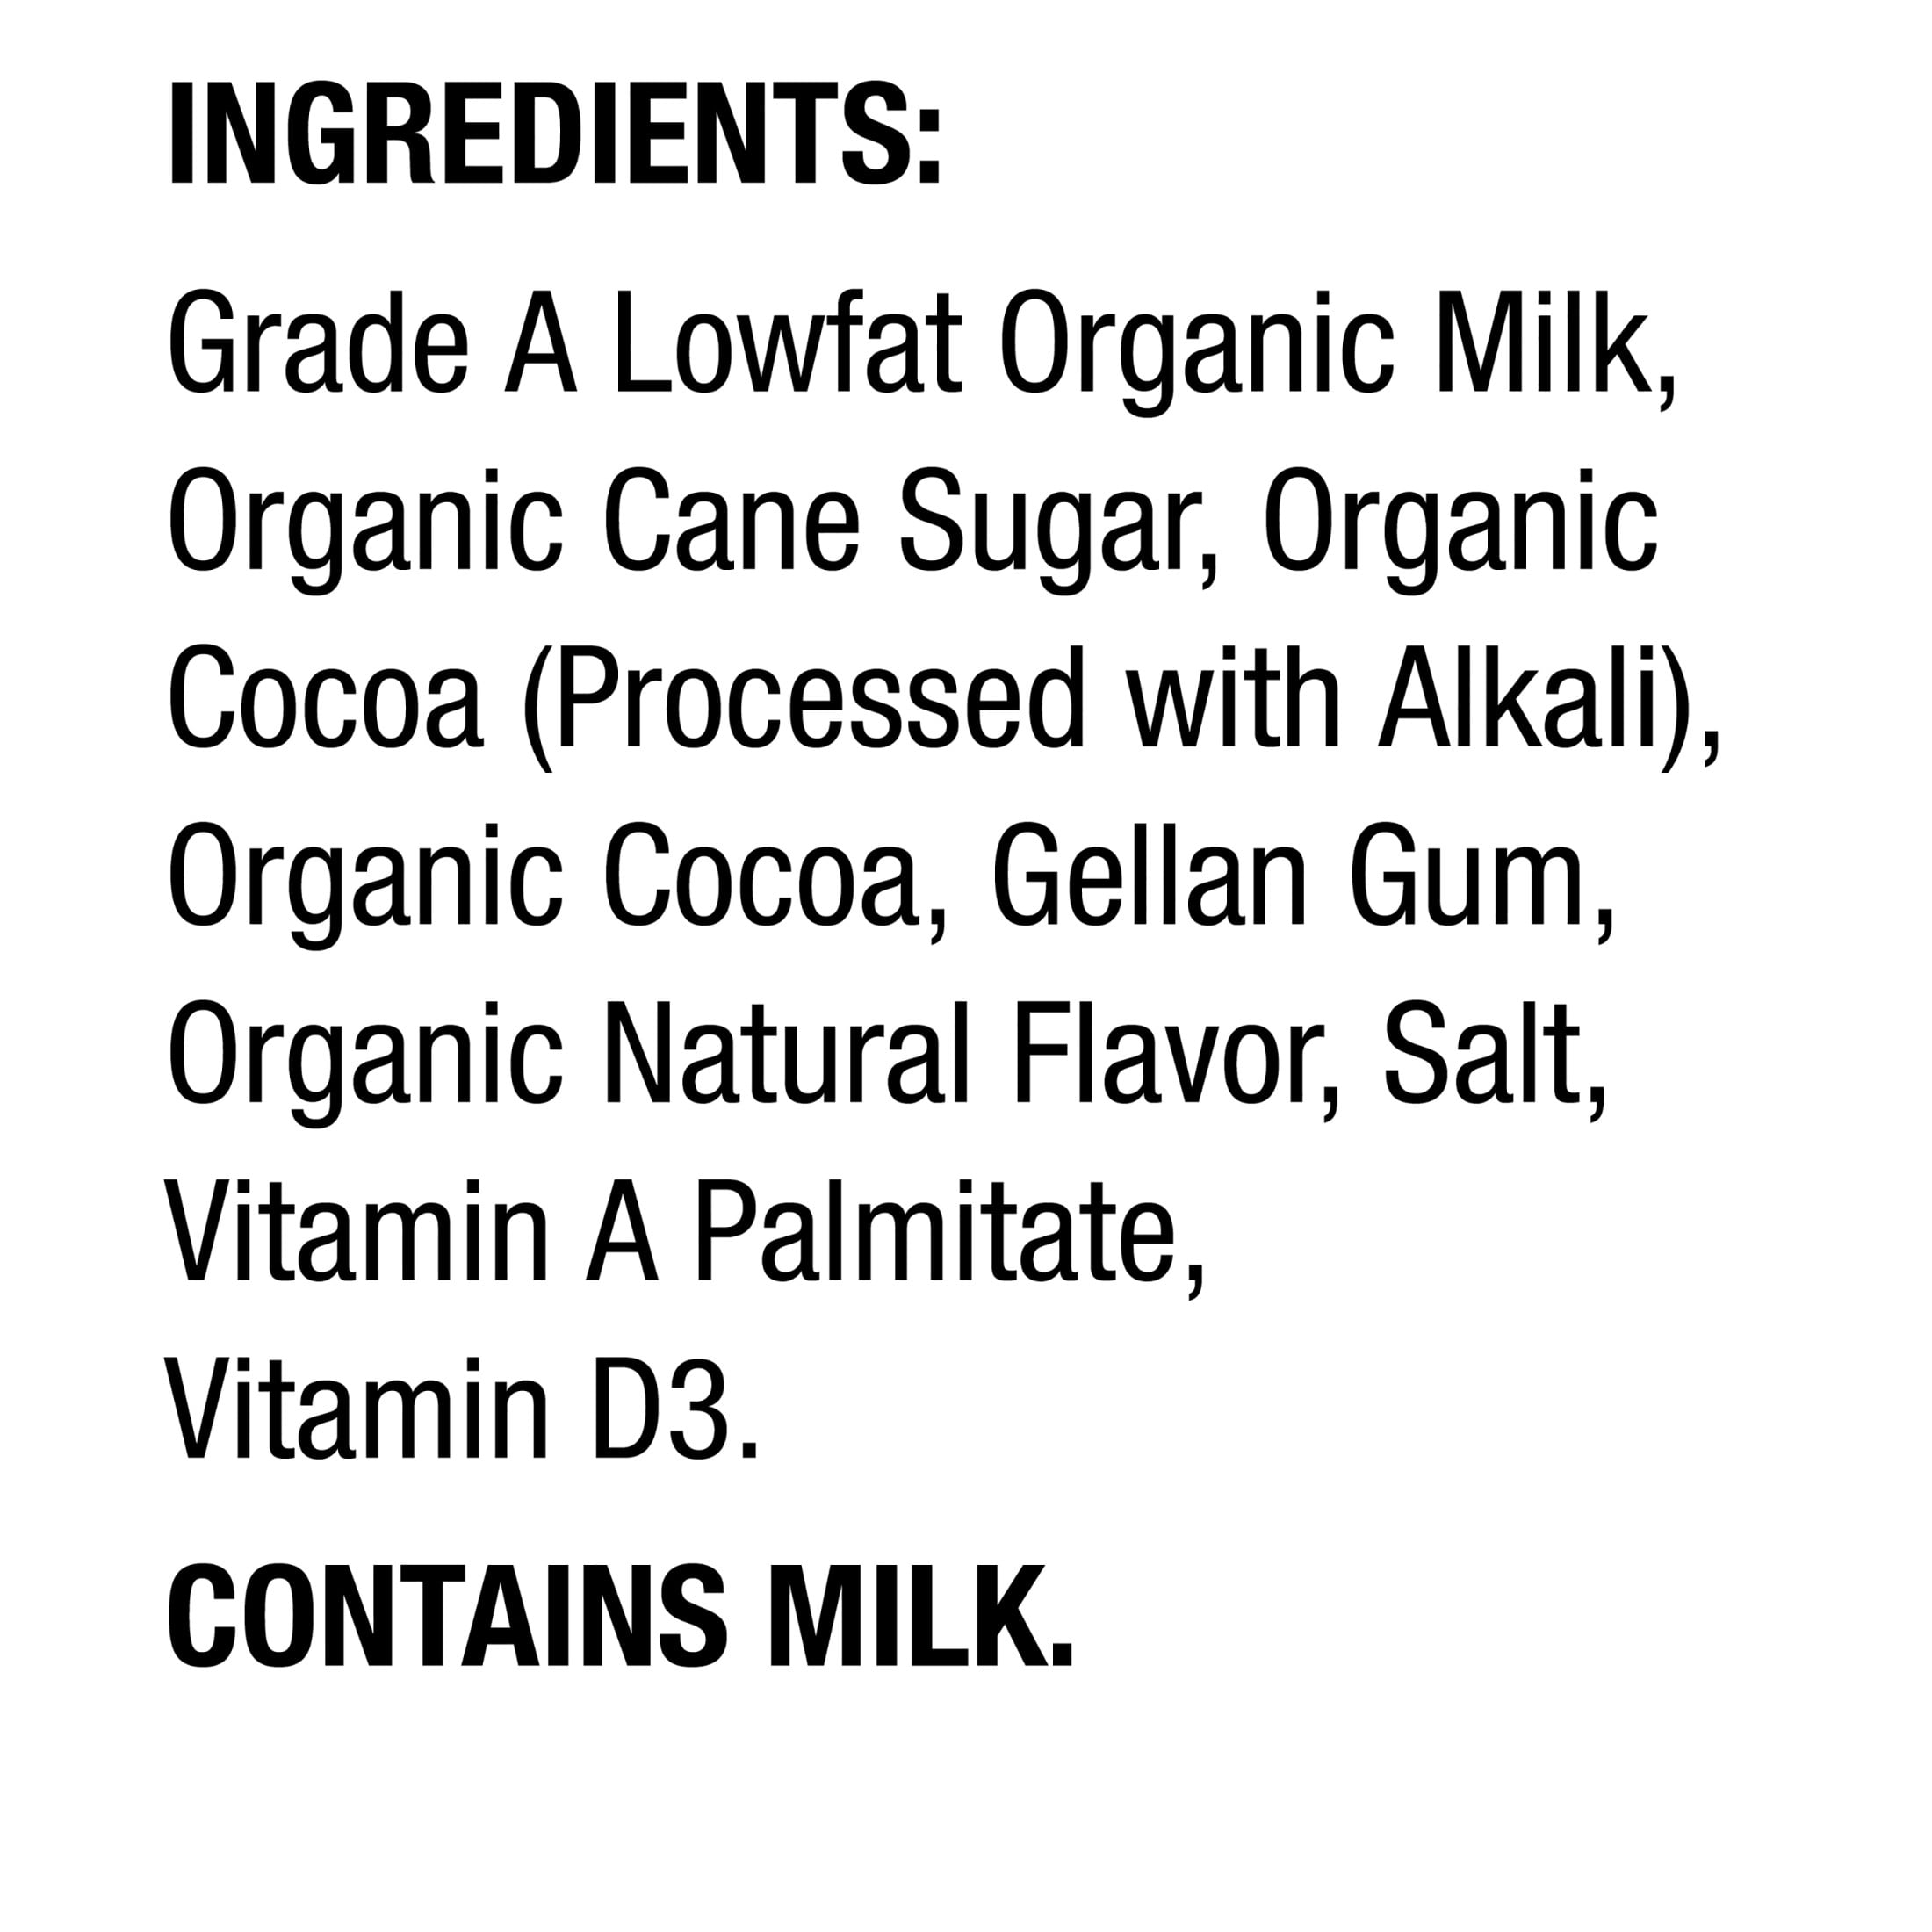 INGREDIENTS:
Grade A Lowfat Organic Milk,
Organic Cane Sugar, Organic
Cocoa (Processed with Alkali),
Organic Cocoa, Gellan Gum,
Organic Natural Flavor, Salt,
Vitamin A Palmitate,
Vitamin D3.
CONTAINS MILK.